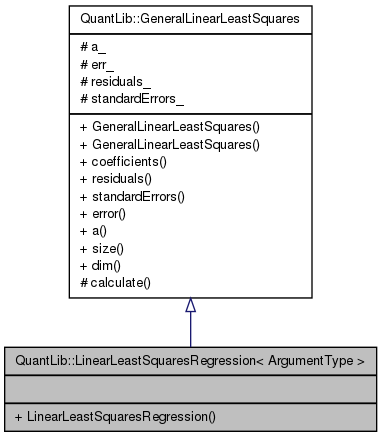 QuantLib::GeneralLinearLeastSquares
# a_
# err_
# residuals_
# standardErrors_
+ GeneralLinearLeastSquares()
+ GeneralLinearLeastSquares()
+ coefficients()
+ residuals()
+ standardErrors()
+ error()
+ a()
+ size()
+ dim()
# calculate()
QuantLib::LinearLeastSquaresRegression< ArgumentType >
+ LinearLeastSquaresRegression()